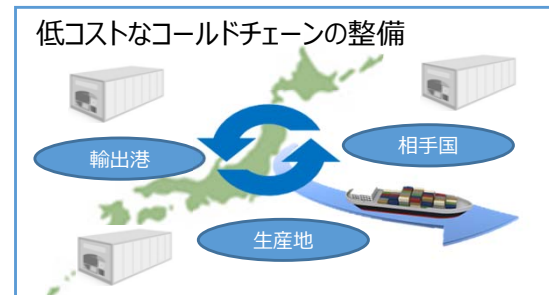 低コストなコールドチェーンの整備
輸出港
相手国
生産地